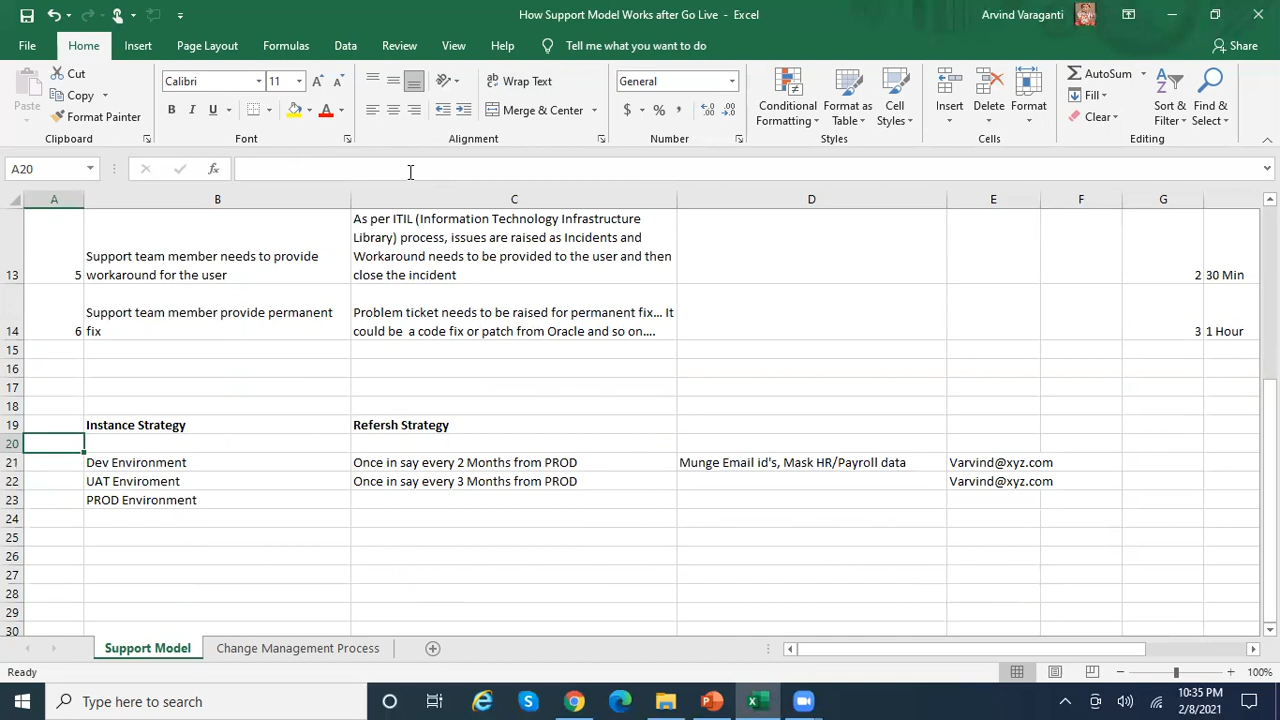 How Support Model Works after Go Live - Excel
Arvind Varaganti
File Home Insert Page Layout Formulas Data Review View Help Tell me what you want to do Share
Paste
Cut
Copy
Format Painter
Clipboard
Calibri 11
B I U
Font
Wrap Text
Merge & Center
Alignment
General
$ % ,
Number
Conditional Formatting
Format as Table
Cell Styles
Styles
Insert Delete Format
Cells
AutoSum
Fill
Clear
Sort & Filter
Find & Select
Editing
A20 fx
A B C D E F G
As per ITIL (Information Technology Infrastructure
Library) process, issues are raised as Incidents and
Support team member needs to provide Workaround needs to be provided to the user and then
13 5 workaround for the user close the incident 2 30 Min
Support team member provide permanent Problem ticket needs to be raised for permanent fix... It
14 6 fix could be a code fix or patch from Oracle and so on.... 3 1 Hour
15
16
17
18
19 Instance Strategy Refersh Strategy
20
21 Dev Environment Once in say every 2 Months from PROD Munge Email id's, Mask HR/Payroll data Varvind@xyz.com
22 UAT Enviroment Once in say every 3 Months from PROD Varvind@xyz.com
23 PROD Environment
24
25
26
27
28
29
30
Support Model Change Management Process
Ready 100%
Type here to search
10:35 PM
2/8/2021